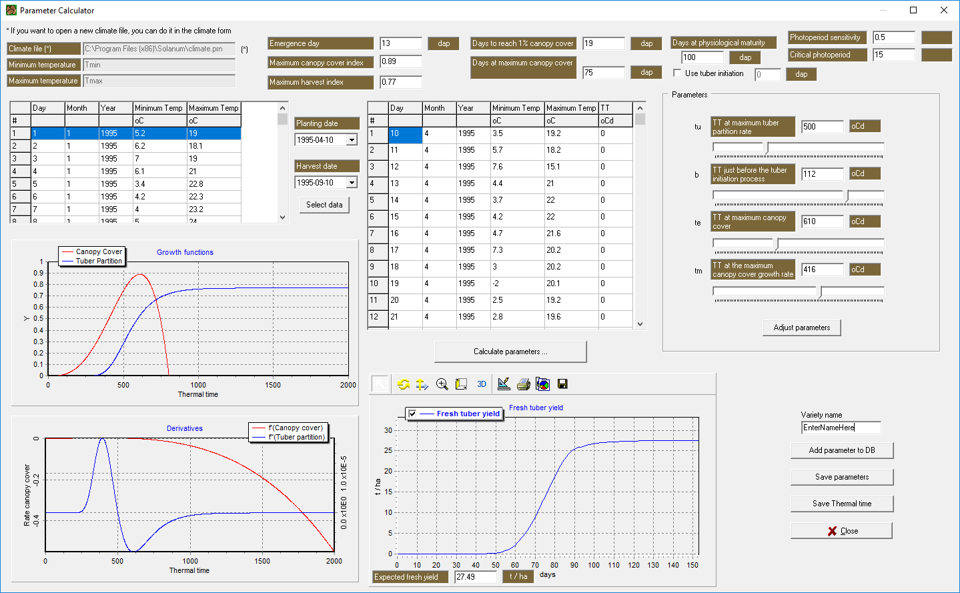 Parameter Calculator
* If you want to open a new climate file, you can do it in the climate form
Climate file (*) C:\Program Files (x86)\Solanum\climate.prn (*)
Minimum temperature Tmin
Maximum temperature Tmax
Emergence day 13 dap
Maximum canopy cover index 0.89
Maximum harvest index 0.77
Days to reach 1% canopy cover 19 dap
Days at maximum canopy cover 75 dap
Days at physiological maturity
100 dap
Use tuber initiation 0 dap
Photoperiod sensitivity 0.5
Critical photoperiod 15
Day Month Year Minimum Temp Maximum Temp
# oC oC
1 1 1 1995 5.2 19
2 2 1 1995 6.2 18.1
3 3 1 1995 7 19
4 4 1 1995 6.1 21
5 5 1 1995 3.4 22.8
6 6 1 1995 4.2 22.3
7 7 1 1995 4 23.2
8 8 1 1995 5 24
Planting date
1995-04-10
Harvest date
1995-09-10
Select data
Day Month Year Minimum Temp Maximum Temp TT
# oC oC oCd
1 10 4 1995 3.5 19.2 0
2 11 4 1995 5.7 18.2 0
3 12 4 1995 7.6 15.1 0
4 13 4 1995 4.4 21 0
5 14 4 1995 3.7 22 0
6 15 4 1995 4.2 22 0
7 16 4 1995 4.7 21.6 0
8 17 4 1995 7.3 20.2 0
9 18 4 1995 3 20.2 0
10 19 4 1995 -2 20.1 0
11 20 4 1995 2.5 19.2 0
12 21 4 1995 2.8 19.6 0
Calculate parameters ...
Parameters
tu TT at maximum tuber partition rate 500 oCd
b TT just before the tuber initiation process 112 oCd
te TT at maximum canopy cover 610 oCd
tm TT at the maximum canopy cover growth rate 416 oCd
Adjust parameters
Growth functions
Canopy Cover
Tuber Partition
Y
1
0.9
0.8
0.7
0.6
0.5
0.4
0.3
0.2
0.1
0
0 500 1000 1500 2000
Thermal time
Derivatives
f'(Canopy cover)
f''(Tuber partition)
Rate canopy cover
0
-0.2
-0.4
0.0 x10E0 1.0 x10E-5
0 500 1000 1500 2000
Thermal time
3D
Fresh tuber yield
Fresh tuber yield
t / ha
30
25
20
15
10
5
0
0 10 20 30 40 50 60 70 80 90 100 110 120 130 140 150
days
Expected fresh yield 27.49 t / ha
Variety name
EnterNameHere
Add parameter to DB
Save parameters
Save Thermal time
Close